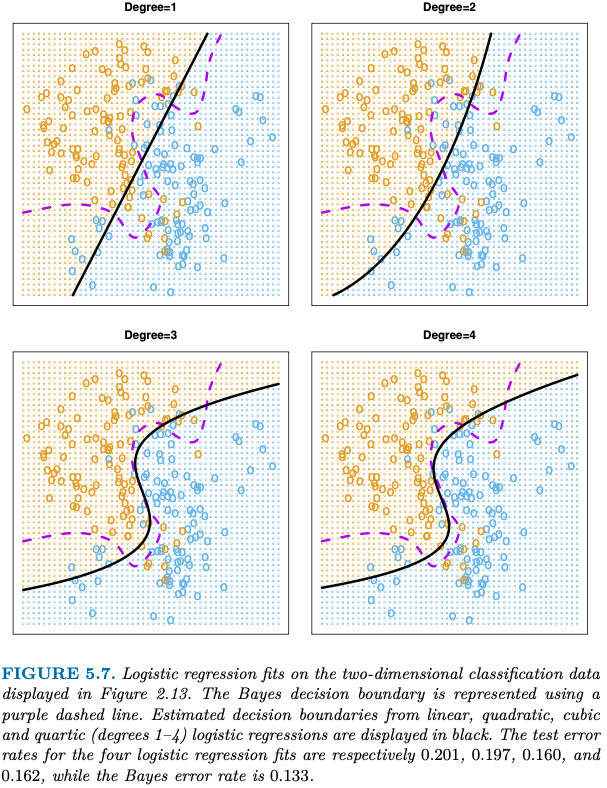 Degree=1
Degree=2
Degree=3
Degree=4
FIGURE 5.7. Logistic regression fits on the two-dimensional classification data
displayed in Figure 2.13. The Bayes decision boundary is represented using a
purple dashed line. Estimated decision boundaries from linear, quadratic, cubic
and quartic (degrees 1–4) logistic regressions are displayed in black. The test error
rates for the four logistic regression fits are respectively 0.201, 0.197, 0.160, and
0.162, while the Bayes error rate is 0.133.